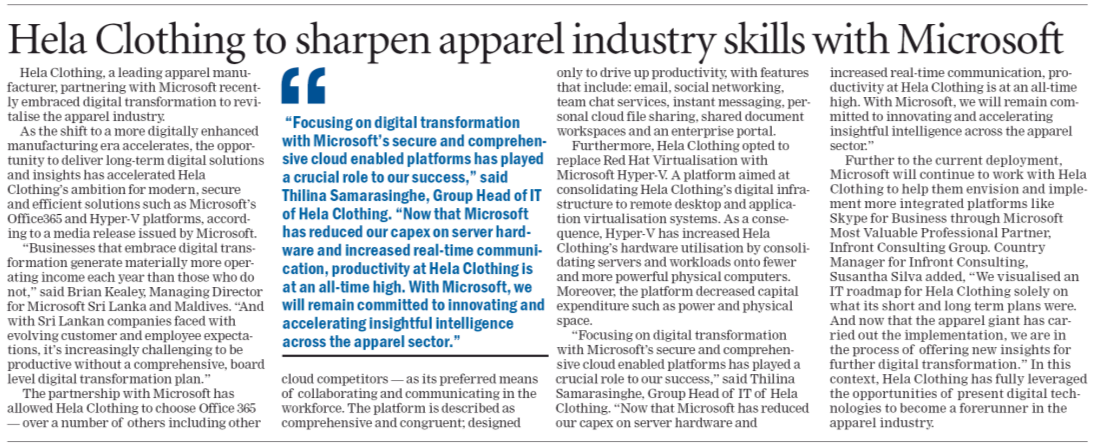 Hela Clothing to sharpen apparel industry skills with Microsoft
Hela Clothing, a leading apparel manu-
facturer, partnering with Microsoft recent-
ly embraced digital transformation to revi-
talise the apparel industry.
As the shift to a more digitally enhanced
manufacturing era accelerates, the oppor-
tunity to deliver long-term digital solutions
and insights has accelerated Hela
Clothing's ambition for modern, secure
and efficient solutions such as Microsoft's
Office365 and Hyper-V platforms, accord-
ing to a media release issued by Microsoft.
"Businesses that embrace digital trans-
formation generate materially more oper-
ating income each year than those who do
not," said Brian Kealey, Managing Director
for Microsoft Sri Lanka and Maldives. "And
with Sri Lankan companies faced with
evolving customer and employee expecta-
tions, it's increasingly challenging to be
productive without a comprehensive, board
level digital transformation plan."
The partnership with Microsoft has
allowed Hela Clothing to choose Office 365
— over a number of others including other
“
"Focusing on digital transformation
with Microsoft's secure and comprehen-
sive cloud enabled platforms has played
a crucial role to our success," said
Thilina Samarasinghe, Group Head of IT
of Hela Clothing. "Now that Microsoft
has reduced our capex on server hard-
ware and increased real-time communi-
cation, productivity at Hela Clothing is
at an all-time high. With Microsoft, we
will remain committed to innovating and
accelerating insightful intelligence
across the apparel sector."
cloud competitors — as its preferred means
of collaborating and communicating in the
workforce. The platform is described as
comprehensive and congruent; designed
only to drive up productivity, with features
that include: email, social networking,
team chat services, instant messaging, per-
sonal cloud file sharing, shared document
workspaces and an enterprise portal.
Furthermore, Hela Clothing opted to
replace Red Hat Virtualisation with
Microsoft Hyper-V. A platform aimed at
consolidating Hela Clothing's digital infra-
structure to remote desktop and applica-
tion virtualisation systems. As a conse-
quence, Hyper-V has increased Hela
Clothing's hardware utilisation by consoli-
dating servers and workloads onto fewer
and more powerful physical computers.
Moreover, the platform decreased capital
expenditure such as power and physical
space.
"Focusing on digital transformation
with Microsoft's secure and comprehen-
sive cloud enabled platforms has played a
crucial role to our success," said Thilina
Samarasinghe, Group Head of IT of Hela
Clothing. "Now that Microsoft has reduced
our capex on server hardware and
increased real-time communication, pro-
ductivity at Hela Clothing is at an all-time
high. With Microsoft, we will remain com-
mitted to innovating and accelerating
insightful intelligence across the apparel
sector."
Further to the current deployment,
Microsoft will continue to work with Hela
Clothing to help them envision and imple-
ment more integrated platforms like
Skype for Business through Microsoft
Most Valuable Professional Partner,
Infront Consulting Group. Country
Manager for Infront Consulting,
Susantha Silva added, "We visualised an
IT roadmap for Hela Clothing solely on
what its short and long term plans were.
And now that the apparel giant has car-
ried out the implementation, we are in
the process of offering new insights for
further digital transformation." In this
context, Hela Clothing has fully leveraged
the opportunities of present digital tech-
nologies to become a forerunner in the
apparel industry.